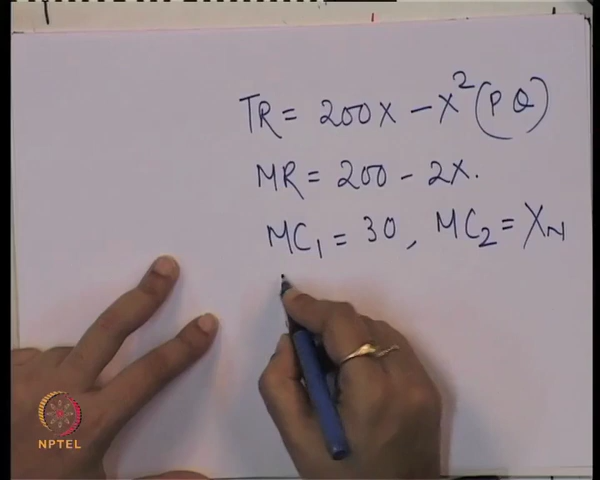 TR = 200X - X² (PQ)
MR = 200 - 2X.
MC₁ = 30, MC₂ = X_N
NPTEL